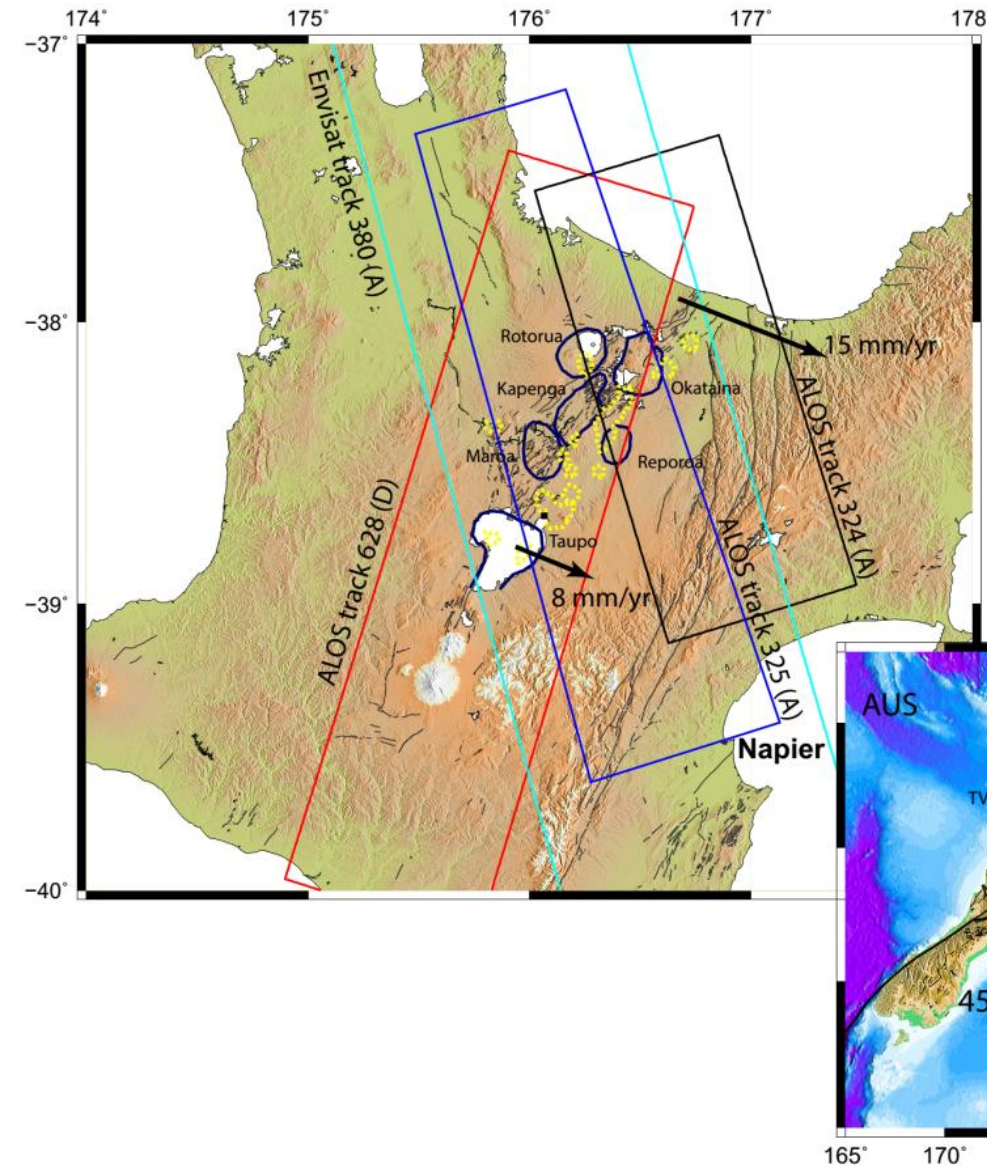 174˚
175˚
176˚
177˚
178
−37˚
−38˚
−39˚
−40˚
Envisat track 380 (A)
Rotorua
Kapenga
Okataina
15 mm/yr
Maroa
Reporoa
ALOS track 324 (A)
ALOS track 628 (D)
Taupo
8 mm/yr
ALOS track 325 (A)
Napier
AUS
TV
45
165˚
170˚